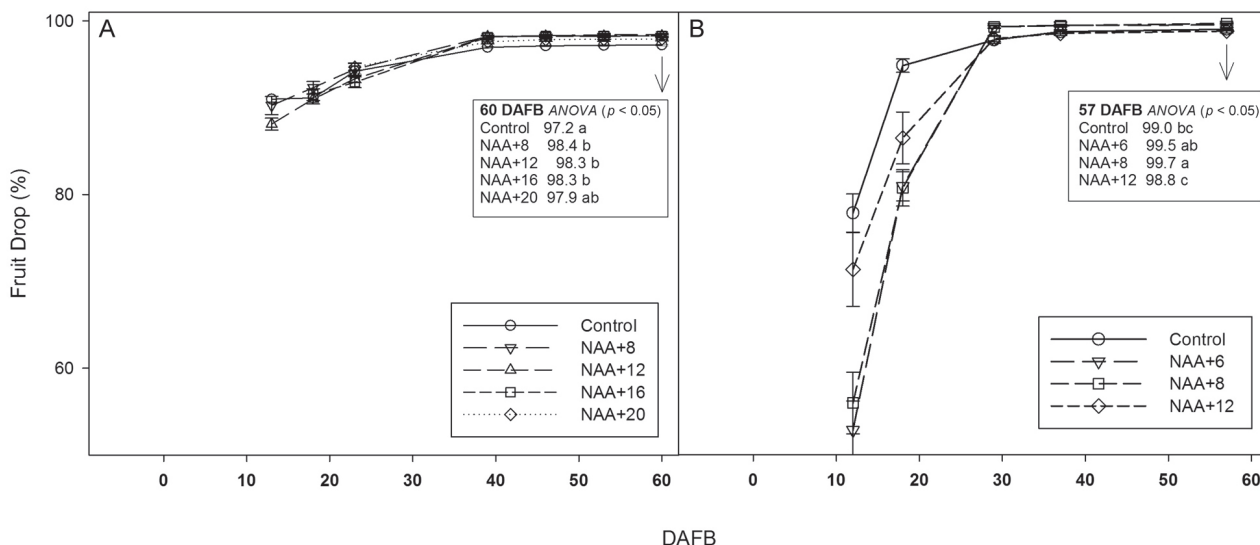 Fruit Drop (%)
100
80
60
A
60 DAFB ANOVA (p < 0.05)
Control 97.2 a
NAA+8 98.4 b
NAA+12 98.3 b
NAA+16 98.3 b
NAA+20 97.9 ab
Control
NAA+8
NAA+12
NAA+16
NAA+20
0 10 20 30 40 50 60
B
57 DAFB ANOVA (p < 0.05)
Control 99.0 bc
NAA+6 99.5 ab
NAA+8 99.7 a
NAA+12 98.8 c
Control
NAA+6
NAA+8
NAA+12
0 10 20 30 40 50 60
DAFB